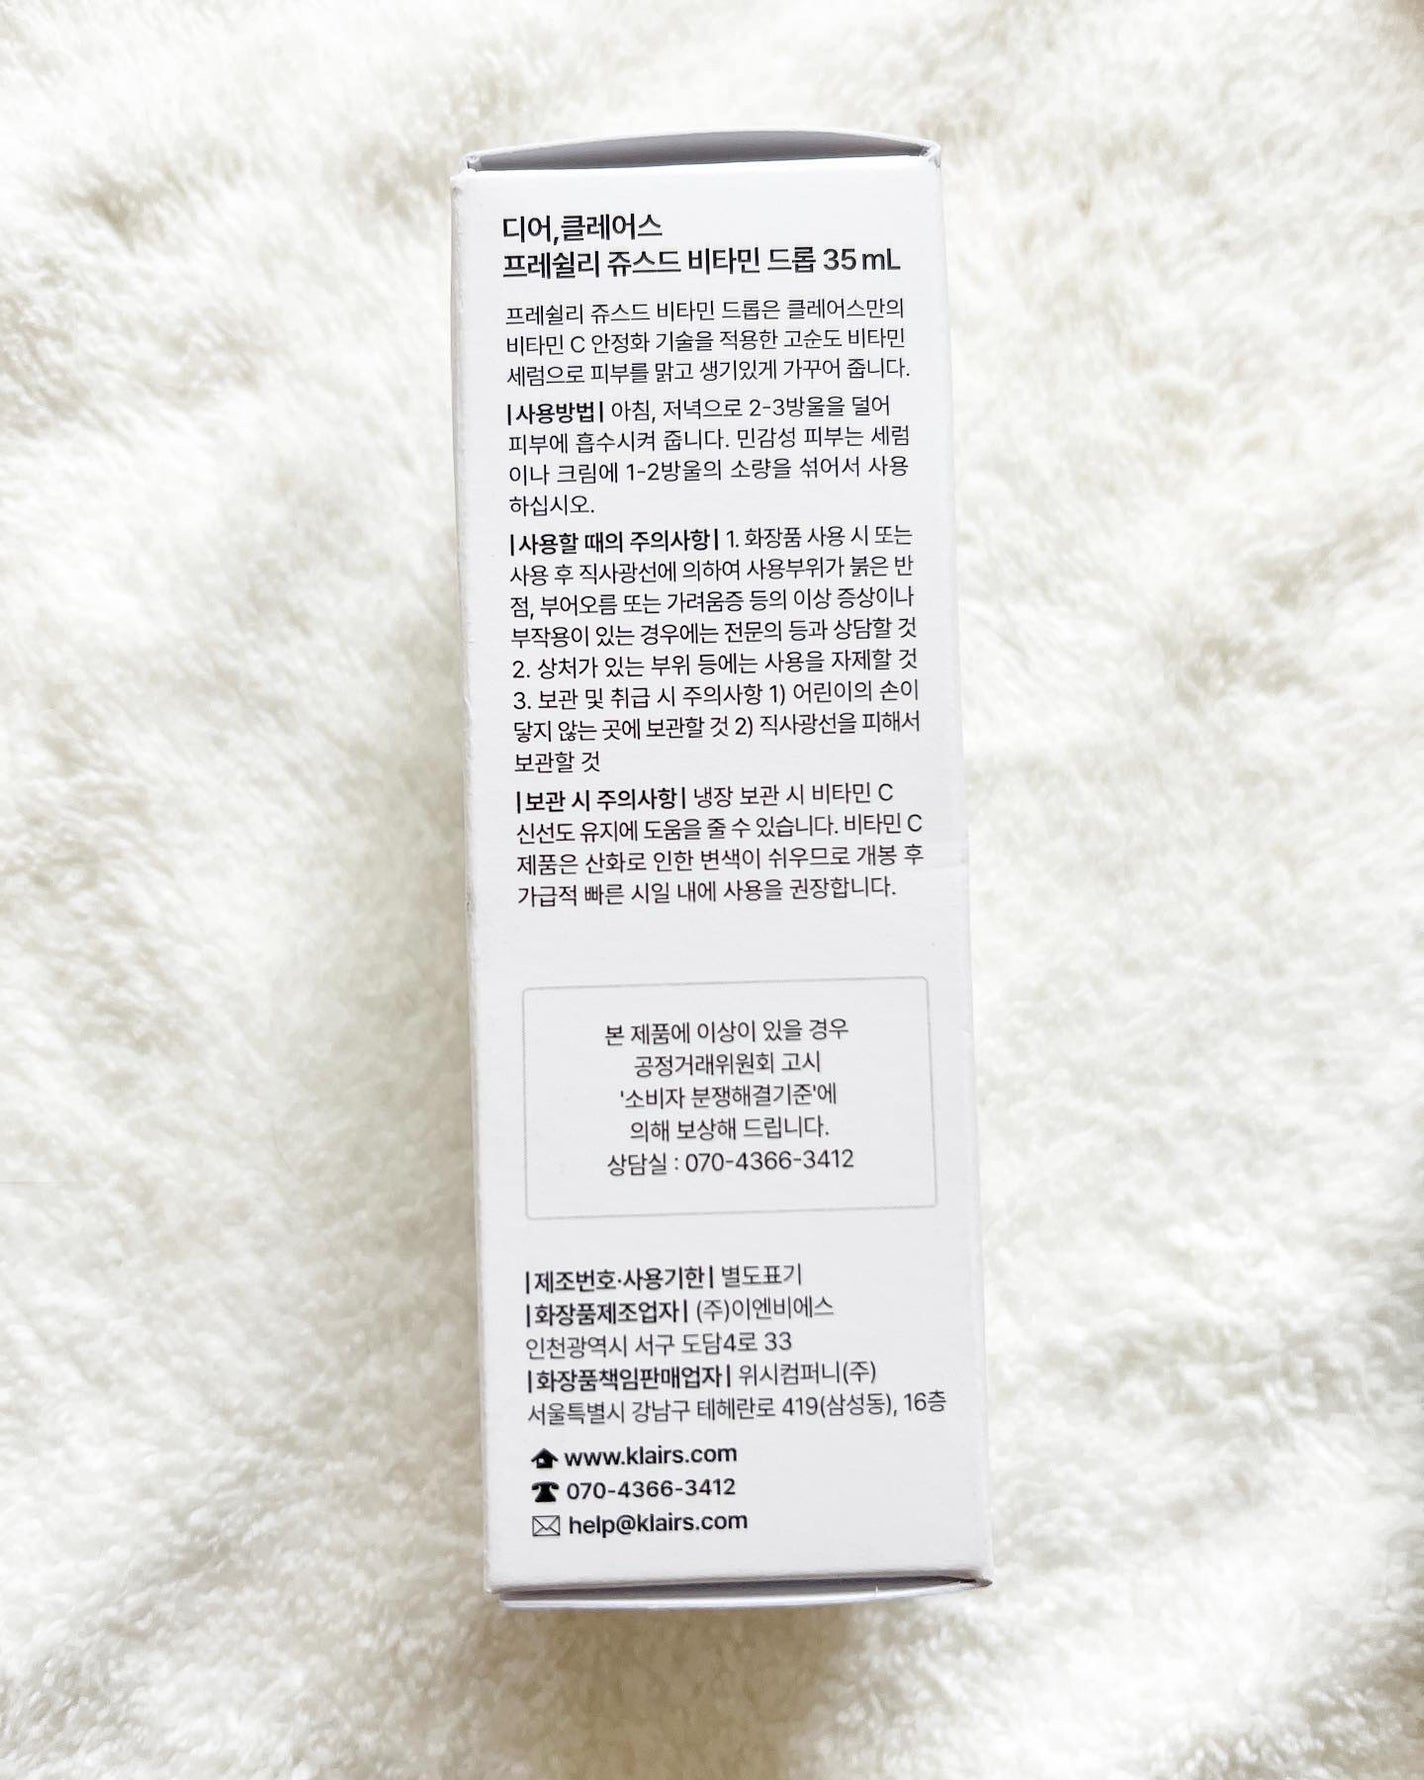 디어,클레어스
프레쉴리 쥬스드 비타민 드롭 35 mL
프레쉴리 쥬스드 비타민 드롭은 클레어스만의
비타민 C 안정화 기술을 적용한 고순도 비타민
세럼으로 피부를 맑고 생기있게 가꾸어 줍니다.
|사용방법| 아침, 저녁으로 2-3방울을 덜어
피부에 흡수시켜 줍니다. 민감성 피부는 세럼
이나 크림에 1-2방울의 소량을 섞어서 사용
하십시오.
|사용할 때의 주의사항| 1. 화장품 사용 시 또는
사용 후 직사광선에 의하여 사용부위가 붉은 반
점, 부어오름 또는 가려움증 등의 이상 증상이나
부작용이 있는 경우에는 전문의 등과 상담할 것
2. 상처가 있는 부위 등에는 사용을 자제할 것
3. 보관 및 취급 시 주의사항 1) 어린이의 손이
닿지 않는 곳에 보관할 것 2) 직사광선을 피해서
보관할 것
|보관 시 주의사항| 냉장 보관 시 비타민 C
신선도 유지에 도움을 줄 수 있습니다. 비타민 C
제품은 산화로 인한 변색이 쉬우므로 개봉 후
가급적 빠른 시일 내에 사용을 권장합니다.
본 제품에 이상이 있을 경우
공정거래위원회 고시
'소비자 분쟁해결기준'에
의해 보상해 드립니다.
상담실 : 070-4366-3412
|제조번호·사용기한| 별도표기
|화장품제조업자| (주)이엔비에스
인천광역시 서구 도담4로 33
|화장품책임판매업자| 위시컴퍼니(주)
서울특별시 강남구 테헤란로 419(삼성동), 16층
www.klairs.com
070-4366-3412
help@klairs.com